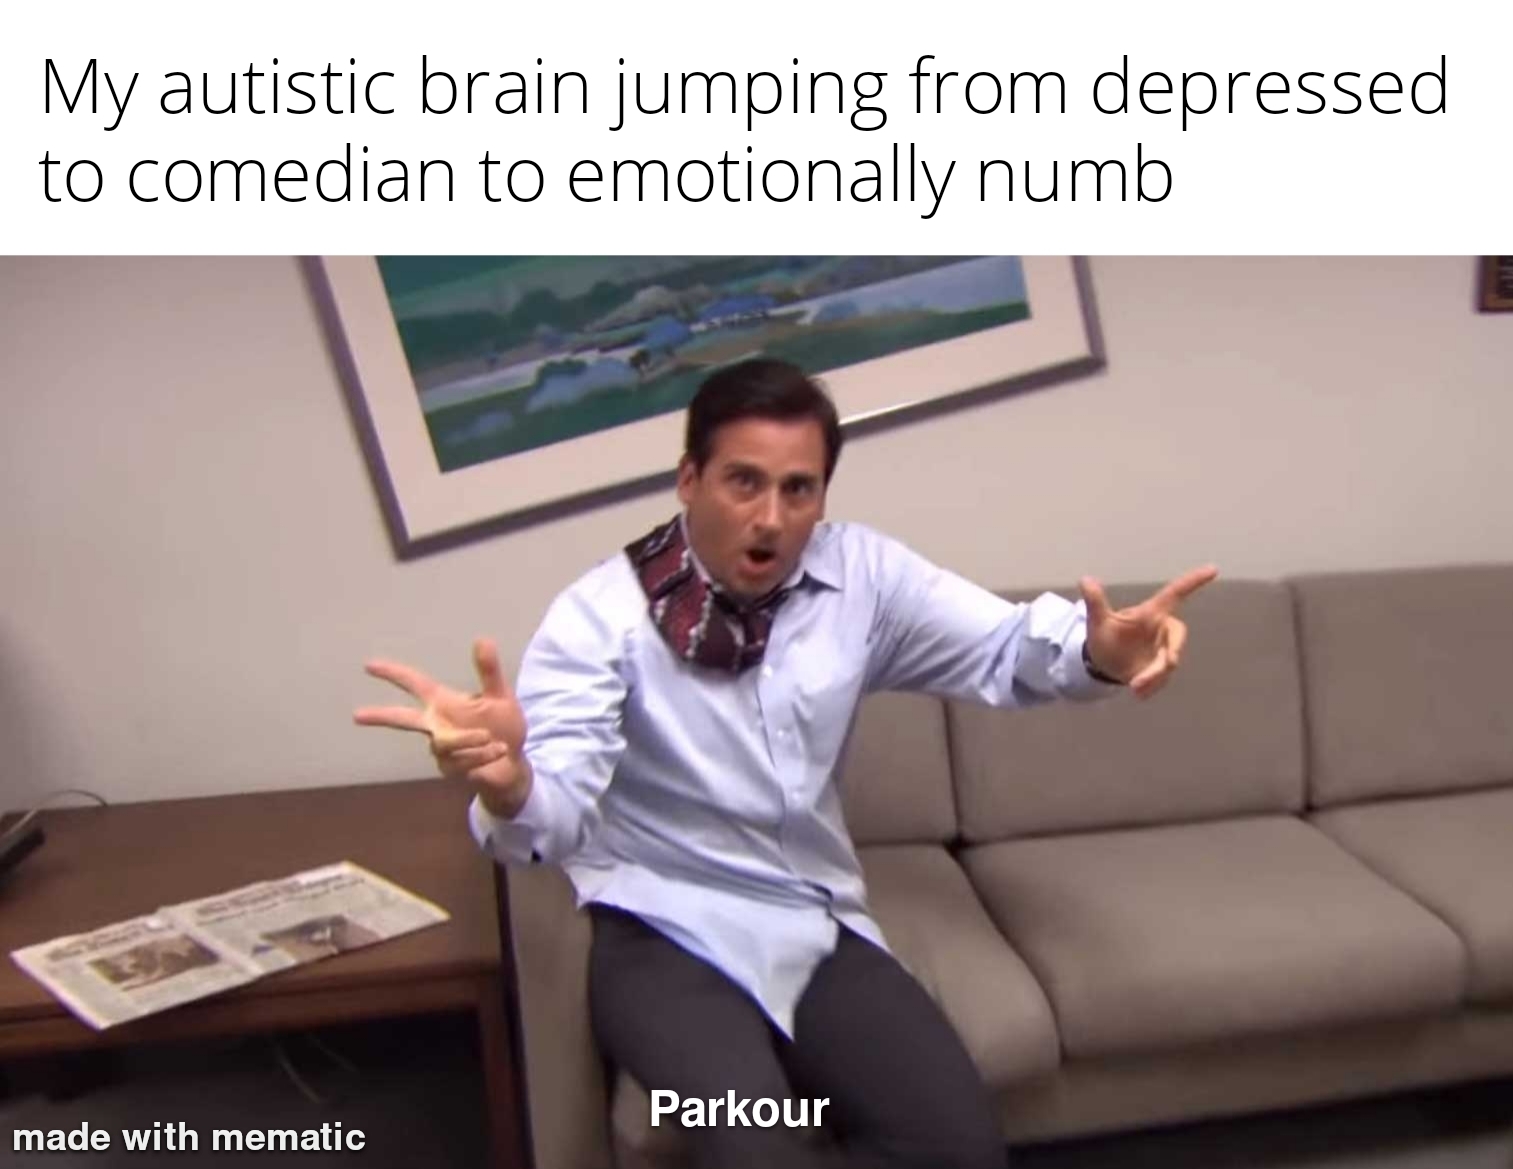 My autistic brain jumping from depressed
to comedian to emotionally numb
Parkour
made with mematic